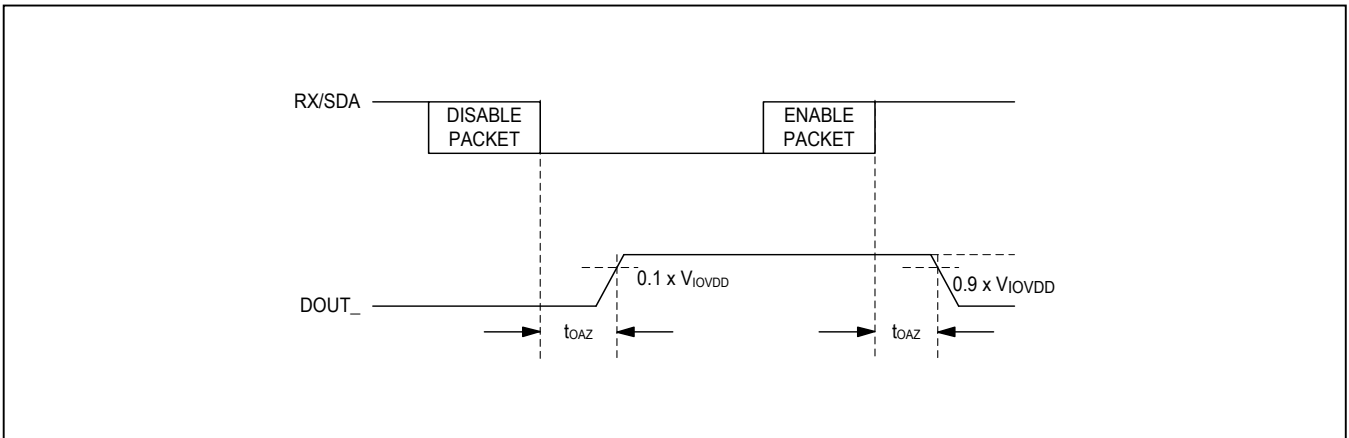 RX/SDA
DISABLE
PACKET
ENABLE
PACKET
0.1 x VIOVDD
0.9 x VIOVDD
DOUT_
tOAZ
tOAZ